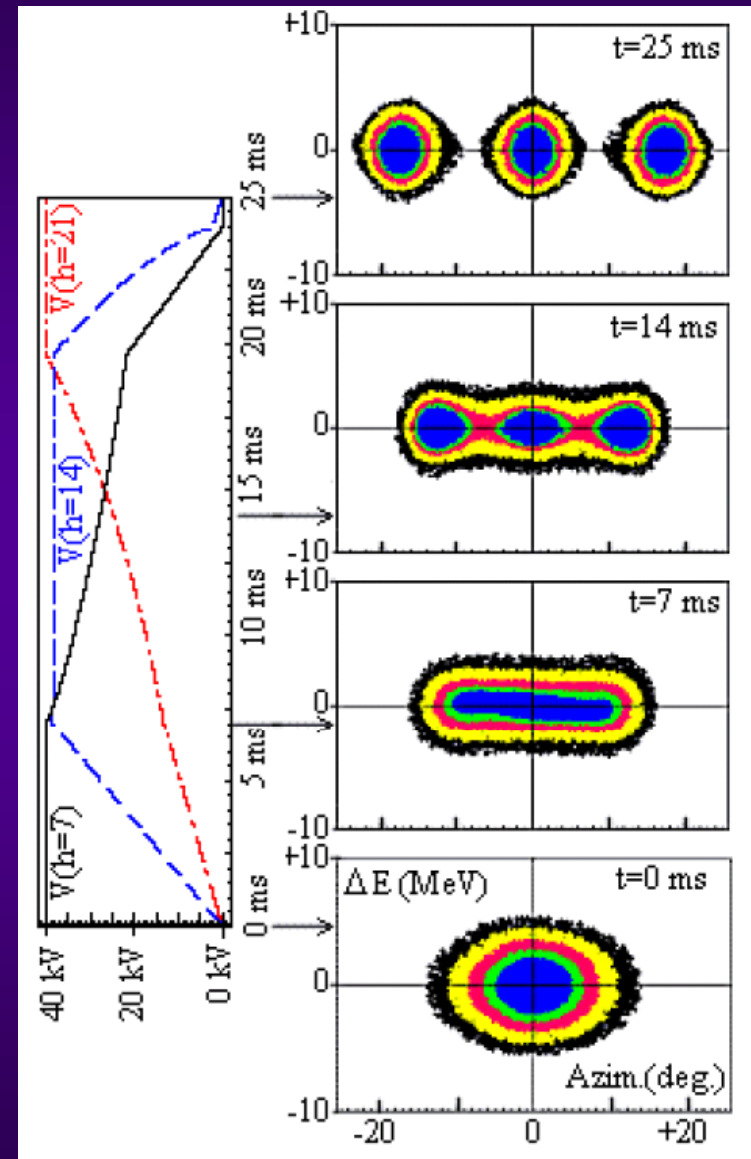 V(h=21)
V(h=14)
V(h=7)
25 ms
20 ms
15 ms
10 ms
5 ms
0 ms
40 kV
20 kV
0 kV
+10
t=25 ms
0
-10
+10
t=14 ms
0
-10
+10
t=7 ms
0
-10
+10
ΔE (MeV)
t=0 ms
0
Azim.(deg.)
-10
-20
0
+20